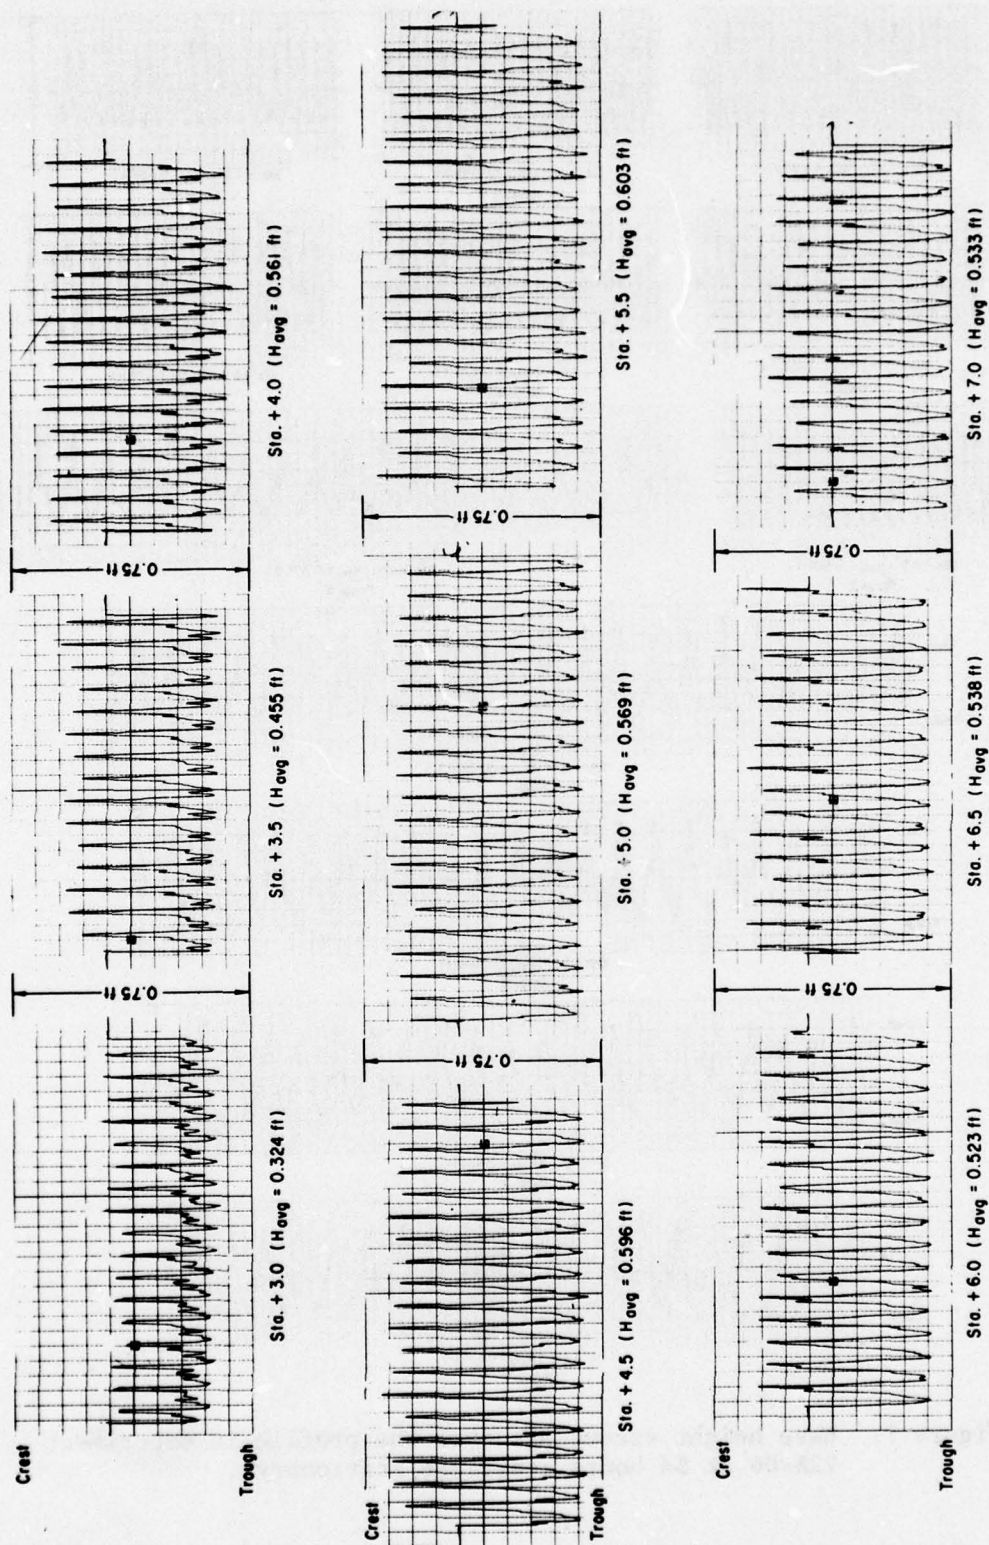 Crest
0.75 ft
0.75 ft
Trough
Sta. + 3.0 (Havg = 0.324 ft)
Sta. + 3.5 (Havg = 0.455 ft)
Sta. + 4.0 (Havg = 0.561 ft)
Crest
0.75 ft
0.75 ft
Trough
Sta. + 4.5 (Havg = 0.596 ft)
Sta. + 5.0 (Havg = 0.569 ft)
Sta. + 5.5 (Havg = 0.603 ft)
Crest
0.75 ft
0.75 ft
Trough
Sta. + 6.0 (Havg = 0.523 ft)
Sta. + 6.5 (Havg = 0.538 ft)
Sta. + 7.0 (Havg = 0.533 ft)